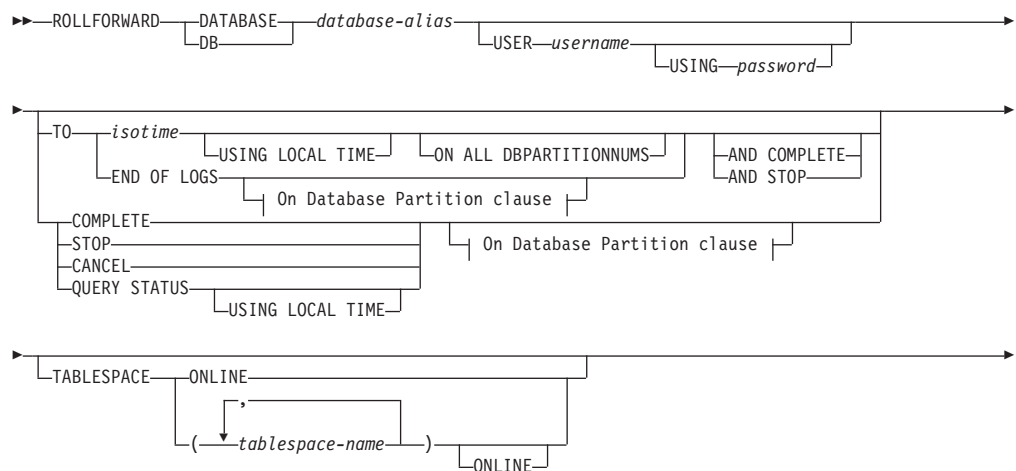 ROLLFORWARD DATABASE database-alias
DB USER username
USING password
TO isotime
USING LOCAL TIME ON ALL DBPARTITIONNUMS AND COMPLETE
END OF LOGS AND STOP
On Database Partition clause
COMPLETE
STOP On Database Partition clause
CANCEL
QUERY STATUS
USING LOCAL TIME
TABLESPACE ONLINE
,
( tablespace-name )
ONLINE